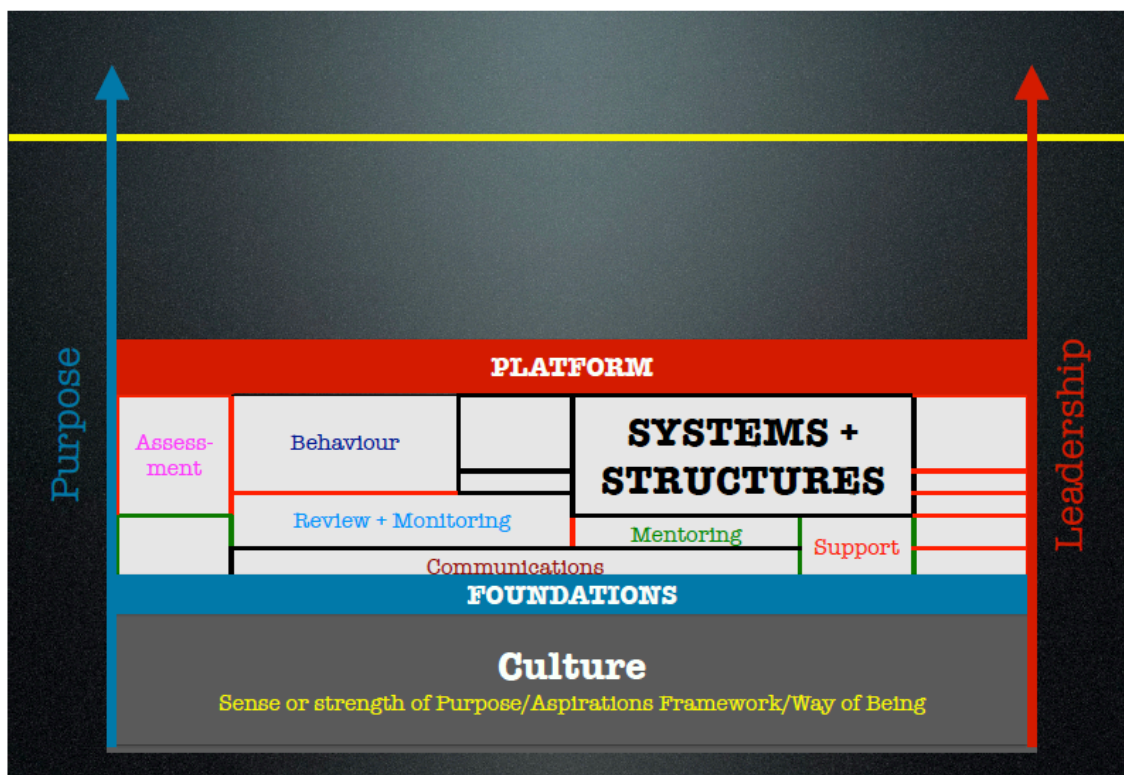 Purpose
Leadership
PLATFORM
Assess-
ment
Behaviour
SYSTEMS +
STRUCTURES
Review + Monitoring
Mentoring
Support
Communications
FOUNDATIONS
Culture
Sense or strength of Purpose/Aspirations Framework/Way of Being